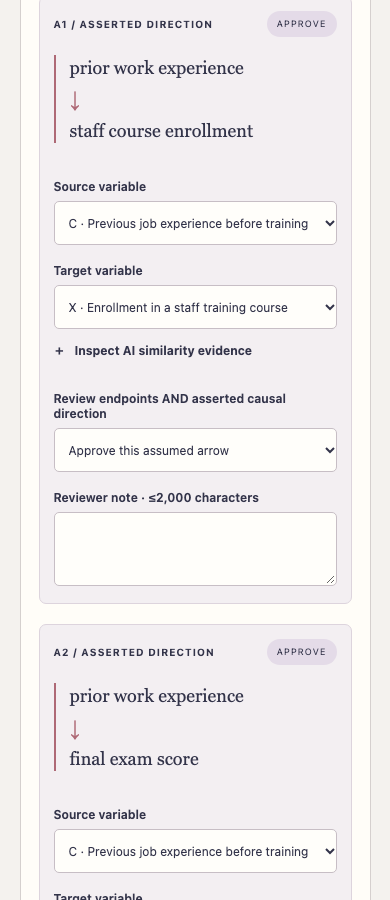 A1 / ASSERTED DIRECTION
APPROVE
prior work experience
↓
staff course enrollment
Source variable
C · Previous job experience before training
Target variable
X · Enrollment in a staff training course
+ Inspect AI similarity evidence
Review endpoints AND asserted causal
direction
Approve this assumed arrow
Reviewer note · ≤2,000 characters
A2 / ASSERTED DIRECTION
APPROVE
prior work experience
↓
final exam score
Source variable
C · Previous job experience before training
Target variable